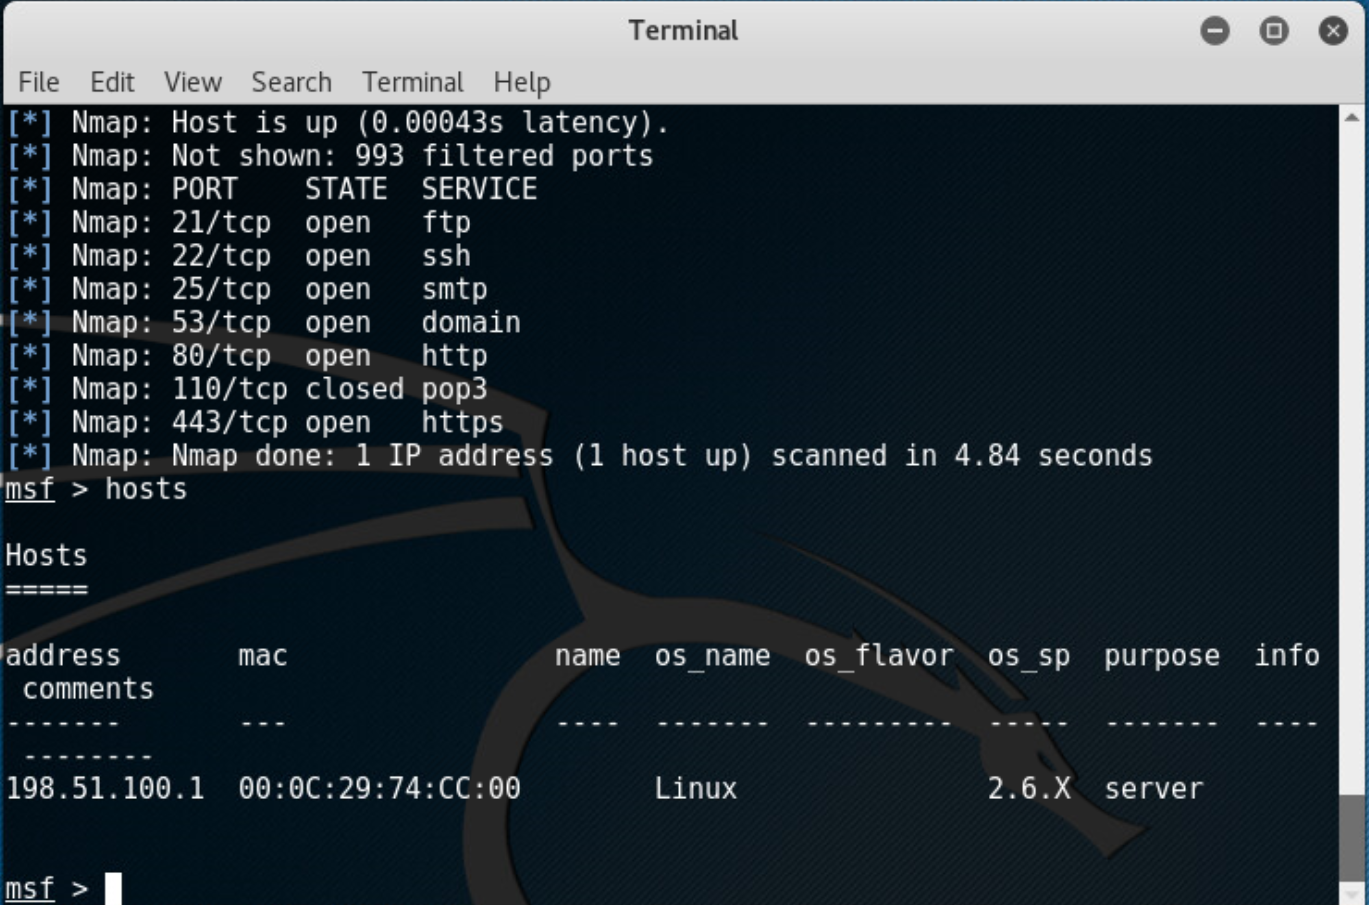 Terminal
File Edit View Search Terminal Help
[*] Nmap: Host is up (0.00043s latency).
[*] Nmap: Not shown: 993 filtered ports
[*] Nmap: PORT    STATE  SERVICE
[*] Nmap: 21/tcp  open   ftp
[*] Nmap: 22/tcp  open   ssh
[*] Nmap: 25/tcp  open   smtp
[*] Nmap: 53/tcp  open   domain
[*] Nmap: 80/tcp  open   http
[*] Nmap: 110/tcp closed pop3
[*] Nmap: 443/tcp open   https
[*] Nmap: Nmap done: 1 IP address (1 host up) scanned in 4.84 seconds
msf > hosts
Hosts
=====
address       mac                name  os_name  os_flavor  os_sp  purpose  info
 comments
-------       ---                ----  -------  ---------  -----  -------  ----
 --------
198.51.100.1  00:0C:29:74:CC:00        Linux               2.6.X  server
msf >